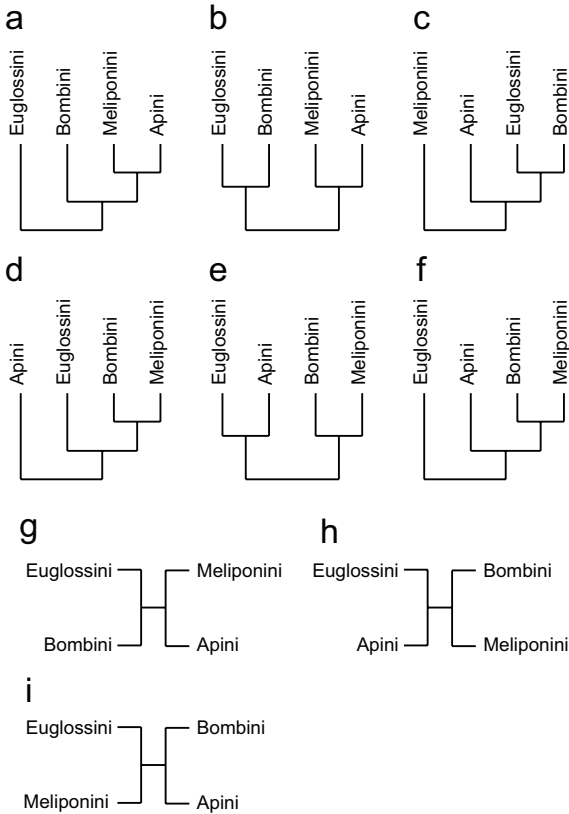 a
b
c
Euglossini
Bombini
Meliponini
Apini
Euglossini
Bombini
Meliponini
Apini
Meliponini
Apini
Euglossini
Bombini
d
e
f
Apini
Euglossini
Bombini
Meliponini
Euglossini
Apini
Bombini
Meliponini
Euglossini
Apini
Bombini
Meliponini
g
h
Euglossini
Meliponini
Bombini
Apini
Euglossini
Bombini
Apini
Meliponini
i
Euglossini
Bombini
Meliponini
Apini